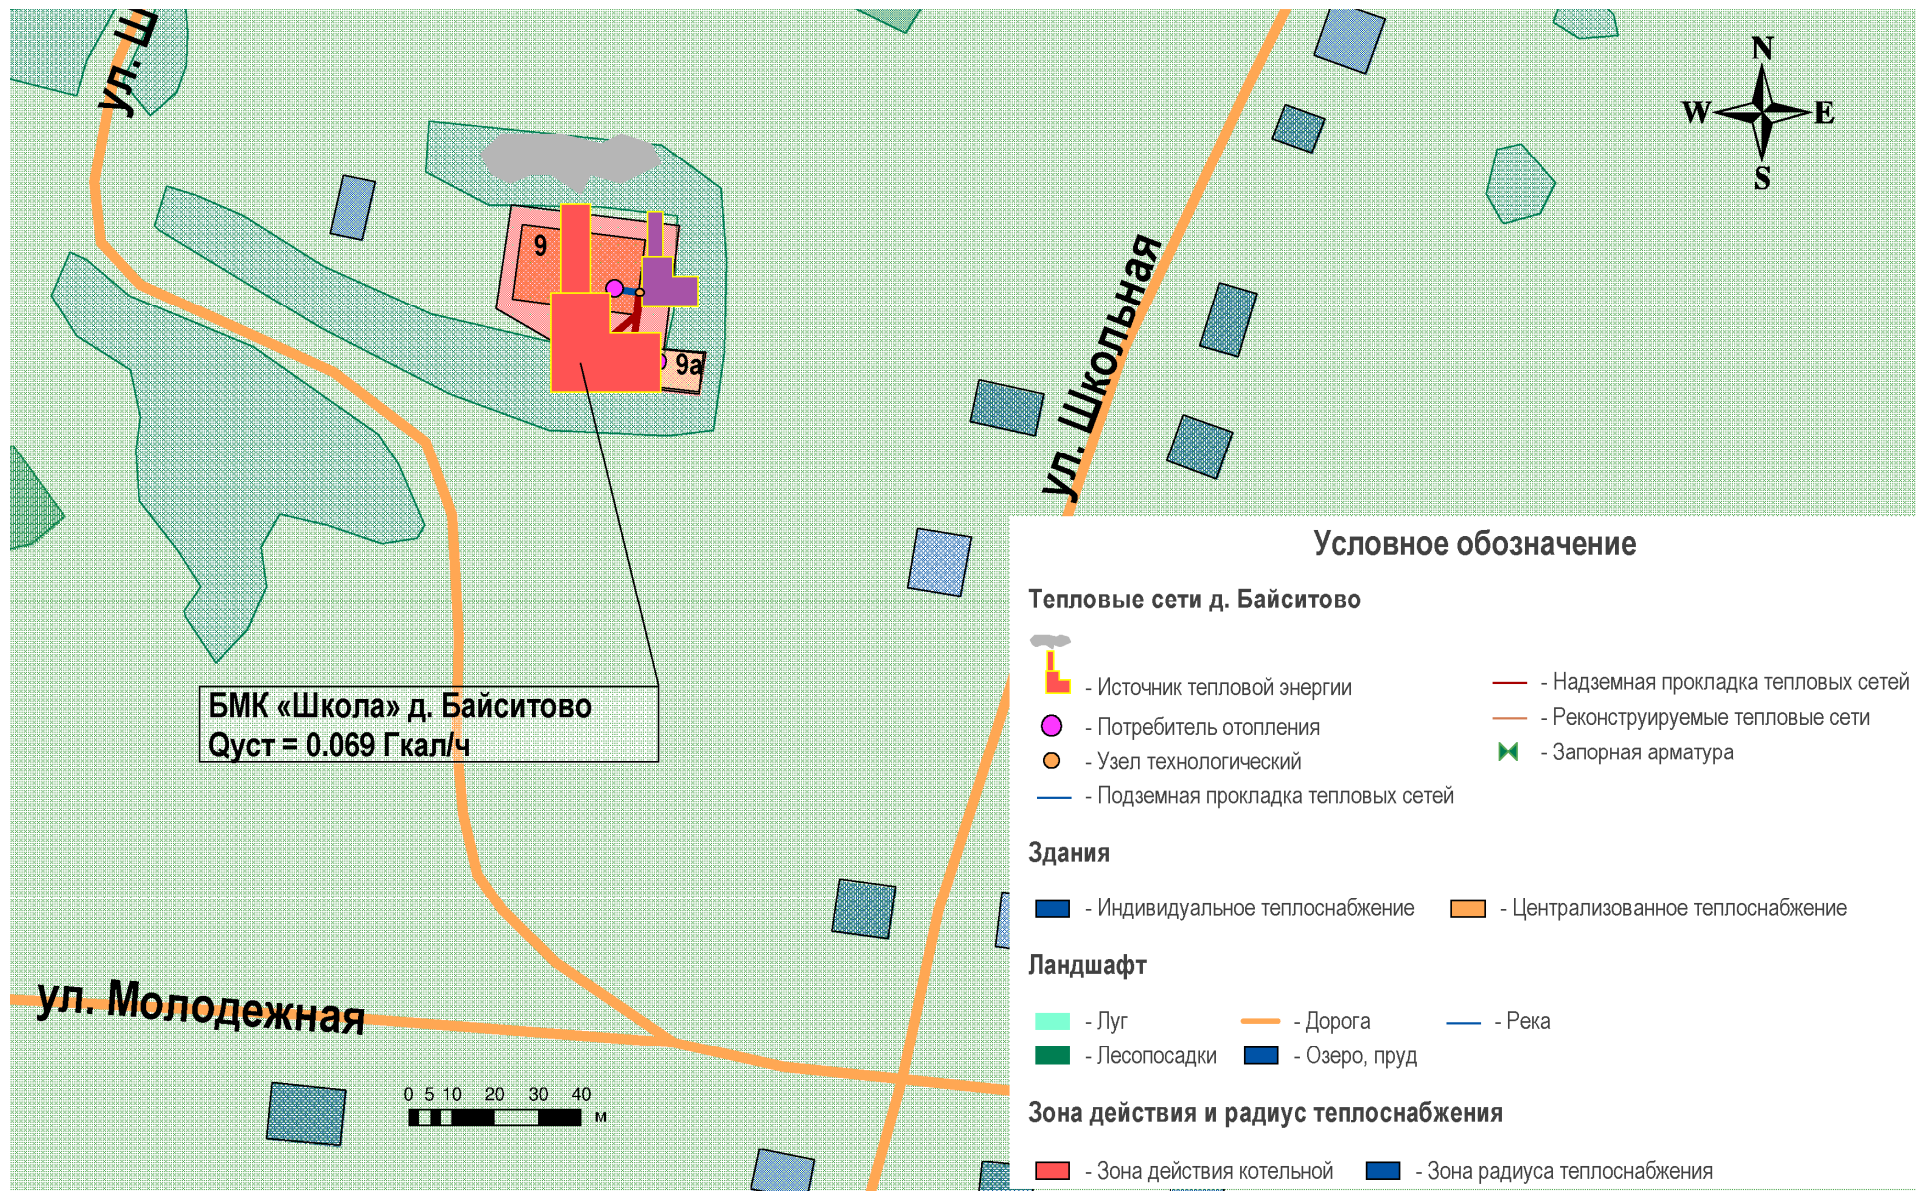 ул. Ш
N
W E
S
9
9а
ул. Школьная
БМК «Школа» д. Байситово
Qуст = 0.069 Гкал/ч
ул. Молодежная
0 5 10 20 30 40
м
Условное обозначение
Тепловые сети д. Байситово
- Источник тепловой энергии
- Потребитель отопления
- Узел технологический
- Подземная прокладка тепловых сетей
- Надземная прокладка тепловых сетей
- Реконструируемые тепловые сети
- Запорная арматура
Здания
- Индивидуальное теплоснабжение
- Централизованное теплоснабжение
Ландшафт
- Луг
- Дорога
- Река
- Лесопосадки
- Озеро, пруд
Зона действия и радиус теплоснабжения
- Зона действия котельной
- Зона радиуса теплоснабжения